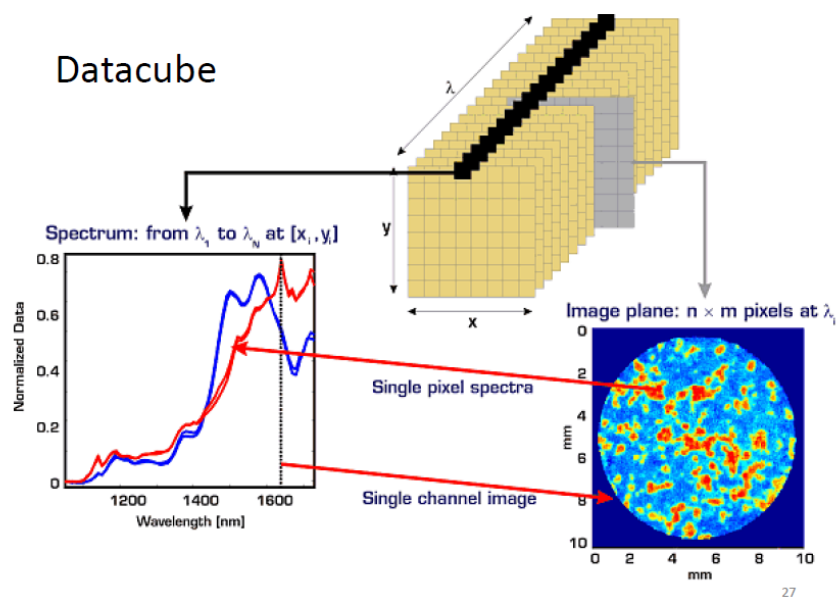 Datacube
λ
y
x
Spectrum: from λ1 to λN at [xi,yi]
0.8
0.6
0.4
0.2
0
Normalized Data
1200 1400 1600
Wavelength [nm]
Single pixel spectra
Single channel image
Image plane: n × m pixels at λi
0
2
4
6
8
10
mm
0 2 4 6 8 10
mm
27